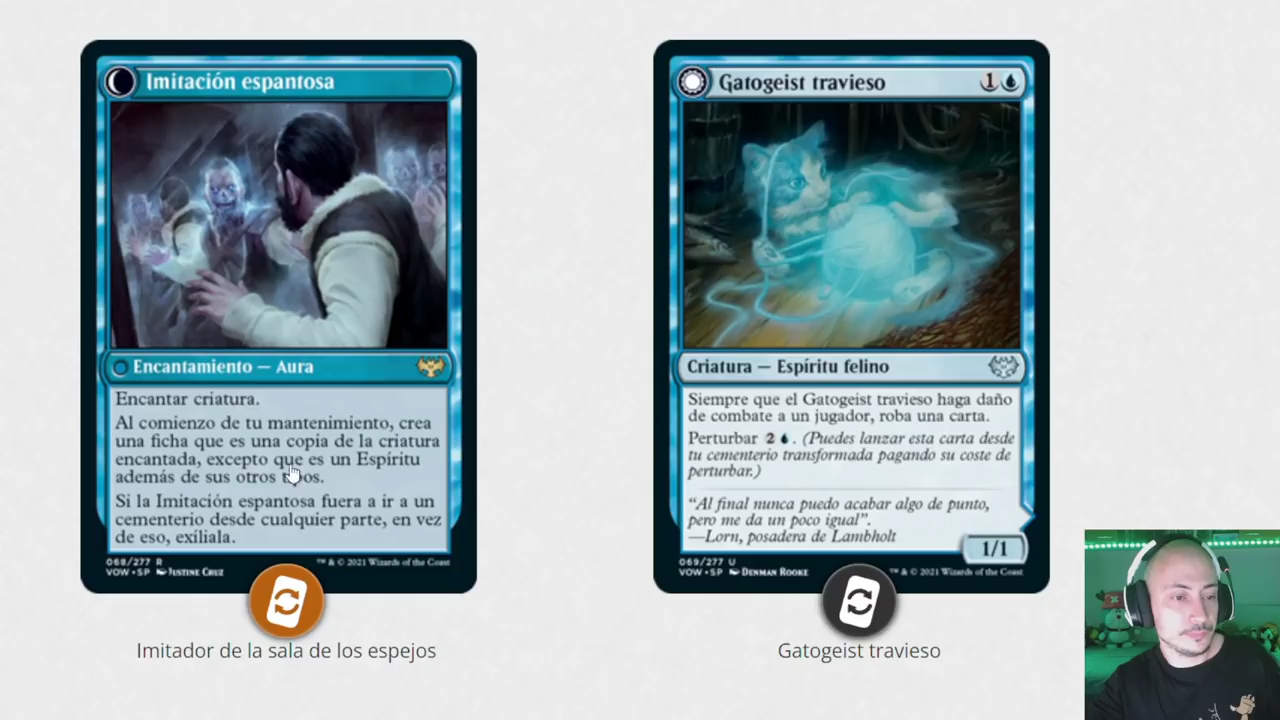 Imitación espantosa
Encantamiento — Aura
Encantar criatura.
Al comienzo de tu mantenimiento, crea
una ficha que es una copia de la criatura
encantada, excepto que es un Espíritu
además de sus otros tipos.
Si la Imitación espantosa fuera a ir a un
cementerio desde cualquier parte, en vez
de eso, exíliala.
068/277 R
VOW • SP Justine Cruz
™ & © 2021 Wizards of the Coast
Imitador de la sala de los espejos
Gatogeist travieso
1
Criatura — Espíritu felino
Siempre que el Gatogeist travieso haga daño
de combate a un jugador, roba una carta.
Perturbar 2 . (Puedes lanzar esta carta desde
tu cementerio transformada pagando su coste de
perturbar.)
“Al final nunca puedo acabar algo de punto,
pero me da un poco igual”.
—Lorn, posadera de Lambholt
1/1
069/277 U
VOW • SP Denman Rooke
™ & © 2021 Wizards of the Coast
Gatogeist travieso